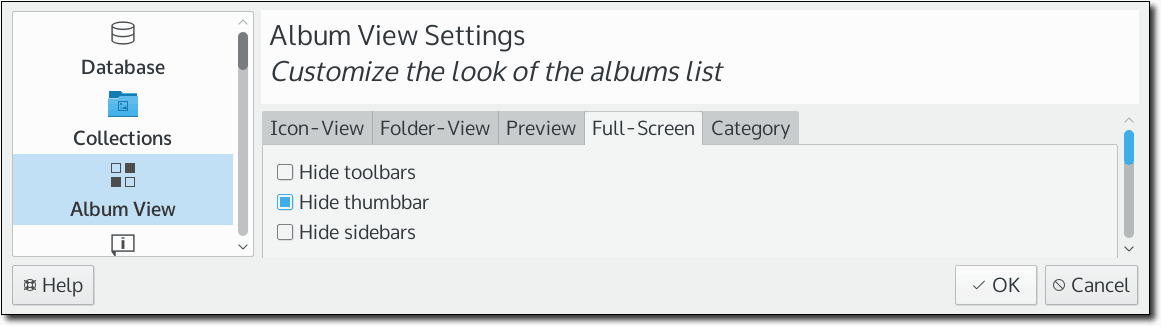 Database
Collections
Album View
Album View Settings
Customize the look of the albums list
Icon-View Folder-View Preview Full-Screen Category
Hide toolbars
Hide thumbbar
Hide sidebars
Help OK Cancel